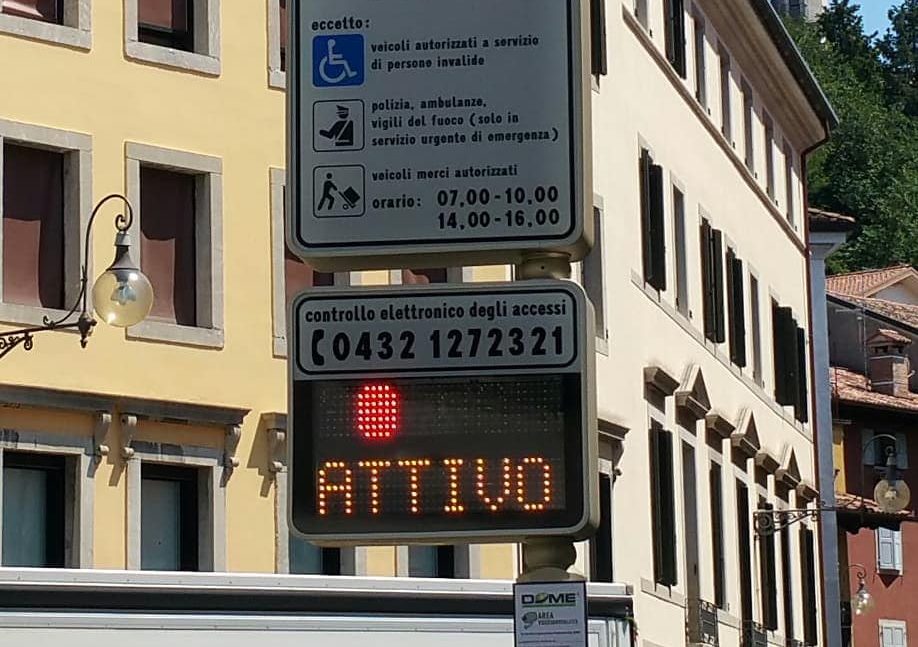 eccetto:
veicoli autorizzati a servizio
di persone invalide
polizia, ambulanze,
vigili del fuoco (solo in
servizio urgente di emergenza)
veicoli merci autorizzati
orario: 07,00-10,00
14,00-16,00
controllo elettronico degli accessi
0432 1272321
ATTIVO
DOME
AREA